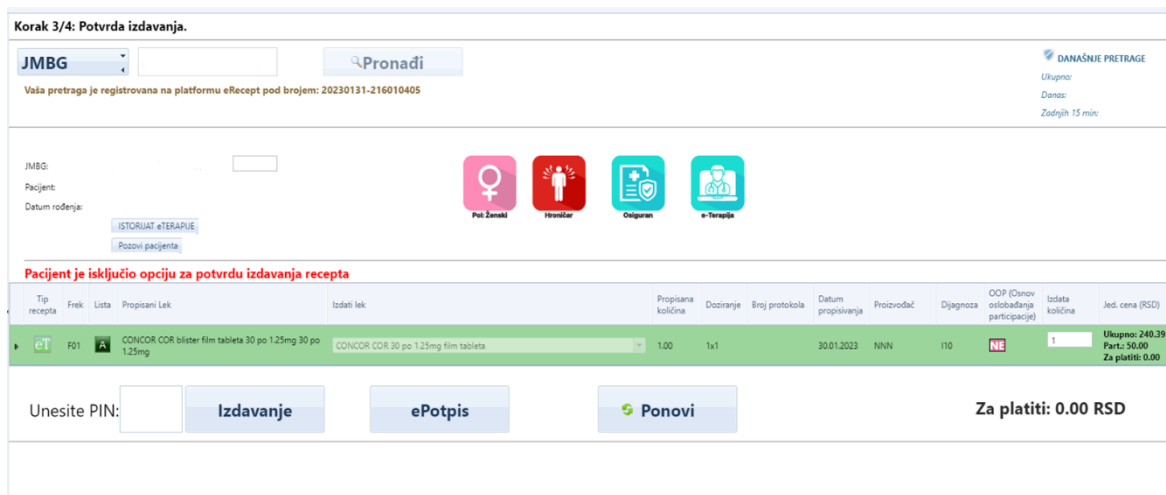 Korak 3/4: Potvrda izdavanja.
JMBG
Pronađi
Vaša pretraga je registrovana na platformu eRecept pod brojem: 20230131-216010405
DANAŠNJE PRETRAGE
Ukupno:
Danas:
Zadnjih 15 min:
JMBG:
Pacijent:
Datum rođenja:
ISTORIJAT eTERAPIJE
Pozovi pacijenta
Pol: Ženski
Hroničar
Osiguran
e-Terapija
Pacijent je isključio opciju za potvrdu izdavanja recepta
Tip recepta Frek Lista Propisani Lek Izdati lek Propisana količina Doziranje Broj protokola Datum propisivanja Proizvođač Dijagnoza OOP (Osnov oslobađanja participacije) Izdata količina Jed. cena (RSD)
eT F01 A CONCOR COR blister film tableta 30 po 1.25mg 30 po 1.25mg CONCOR COR 30 po 1.25mg film tableta 1.00 1x1 30.01.2023 NNN I10 NE 1 Ukupno: 240.39 Part.: 50.00 Za platiti: 0.00
Unesite PIN: Izdavanje ePotpis Ponovi Za platiti: 0.00 RSD